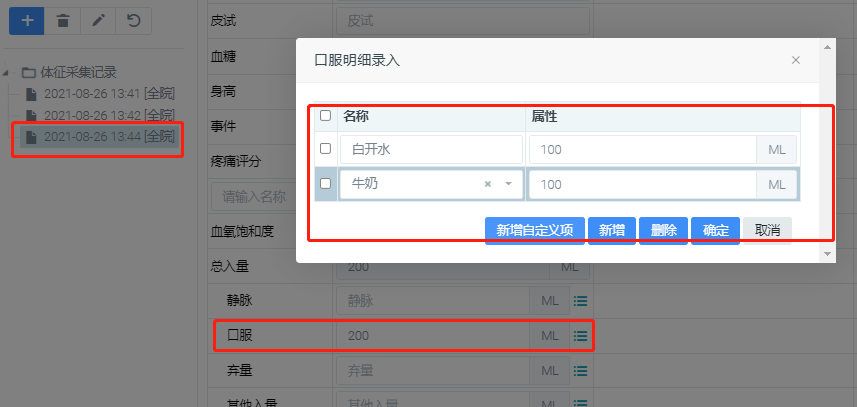 体征采集记录
2021-08-26 13:41 [全院]
2021-08-26 13:42 [全院]
2021-08-26 13:44 [全院]
皮试 皮试
血糖
身高
事件
疼痛评分
请输入名称
血氧饱和度
总入量 200 ML
静脉 静脉 ML
口服 200 ML
弃量 弃量 ML
其他入量 其他入量 ML
口服明细录入 ×
名称 属性
白开水 100 ML
牛奶 × 100 ML
新增自定义项 新增 删除 确定 取消